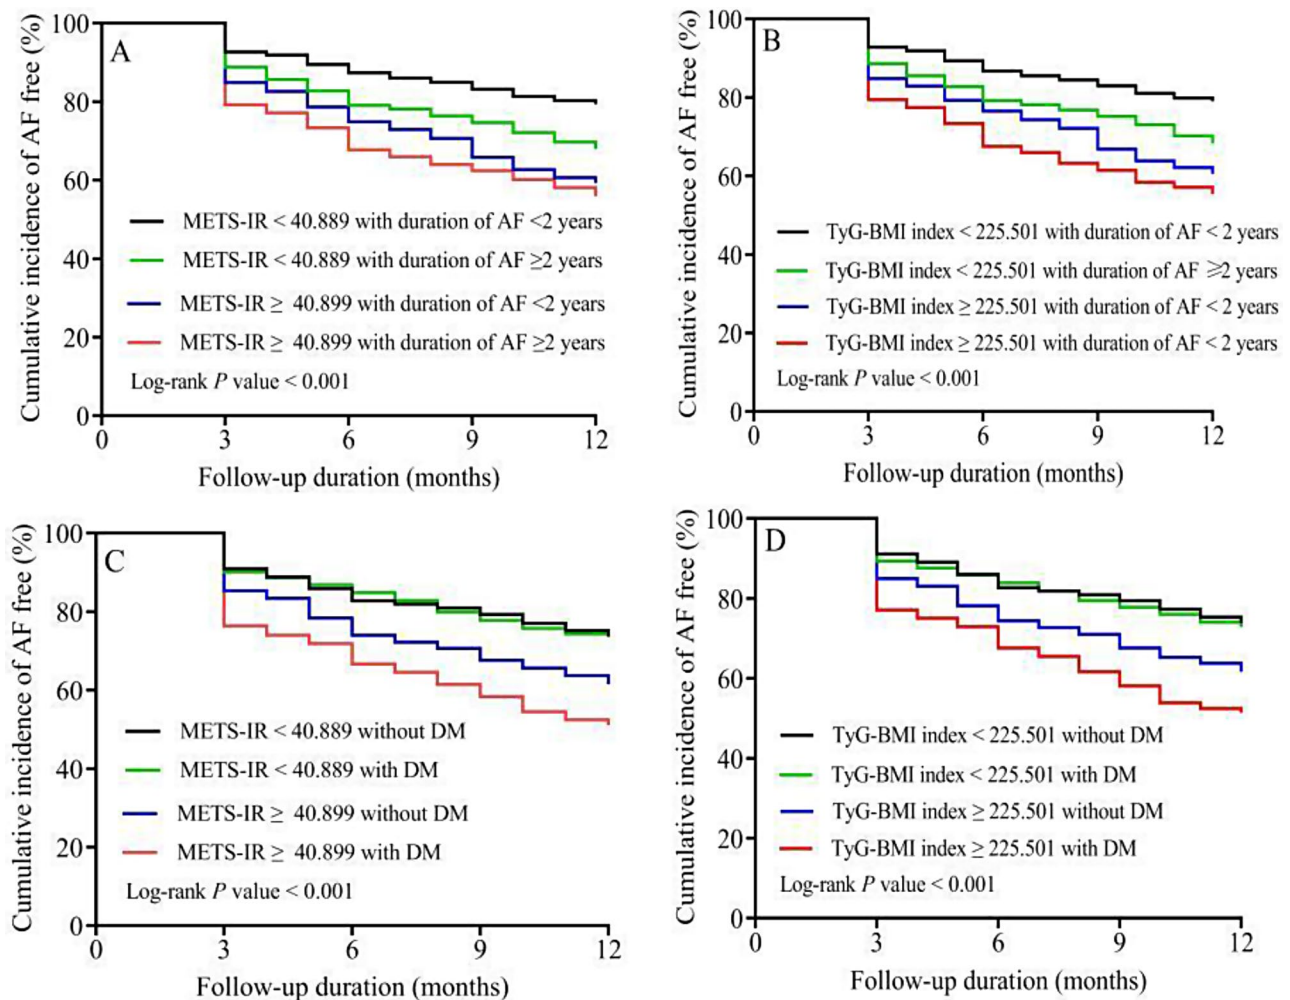 A
Cumulative incidence of AF free (%)
100
80
60
40
20
0
METS-IR < 40.889 with duration of AF <2 years
METS-IR < 40.889 with duration of AF ≥2 years
METS-IR ≥ 40.899 with duration of AF <2 years
METS-IR ≥ 40.899 with duration of AF ≥2 years
Log-rank P value < 0.001
0 3 6 9 12
Follow-up duration (months)
B
Cumulative incidence of AF free (%)
100
80
60
40
20
0
TyG-BMI index < 225.501 with duration of AF < 2 years
TyG-BMI index < 225.501 with duration of AF ⩾2 years
TyG-BMI index ≥ 225.501 with duration of AF < 2 years
TyG-BMI index ≥ 225.501 with duration of AF < 2 years
Log-rank P value < 0.001
0 3 6 9 12
Follow-up duration (months)
C
Cumulative incidence of AF free (%)
100
80
60
40
20
0
METS-IR < 40.889 without DM
METS-IR < 40.889 with DM
METS-IR ≥ 40.899 without DM
METS-IR ≥ 40.899 with DM
Log-rank P value < 0.001
0 3 6 9 12
Follow-up duration (months)
D
Cumulative incidence of AF free (%)
100
80
60
40
20
0
TyG-BMI index < 225.501 without DM
TyG-BMI index < 225.501 with DM
TyG-BMI index ≥ 225.501 without DM
TyG-BMI index ≥ 225.501 with DM
Log-rank P value < 0.001
0 3 6 9 12
Follow-up duration (months)